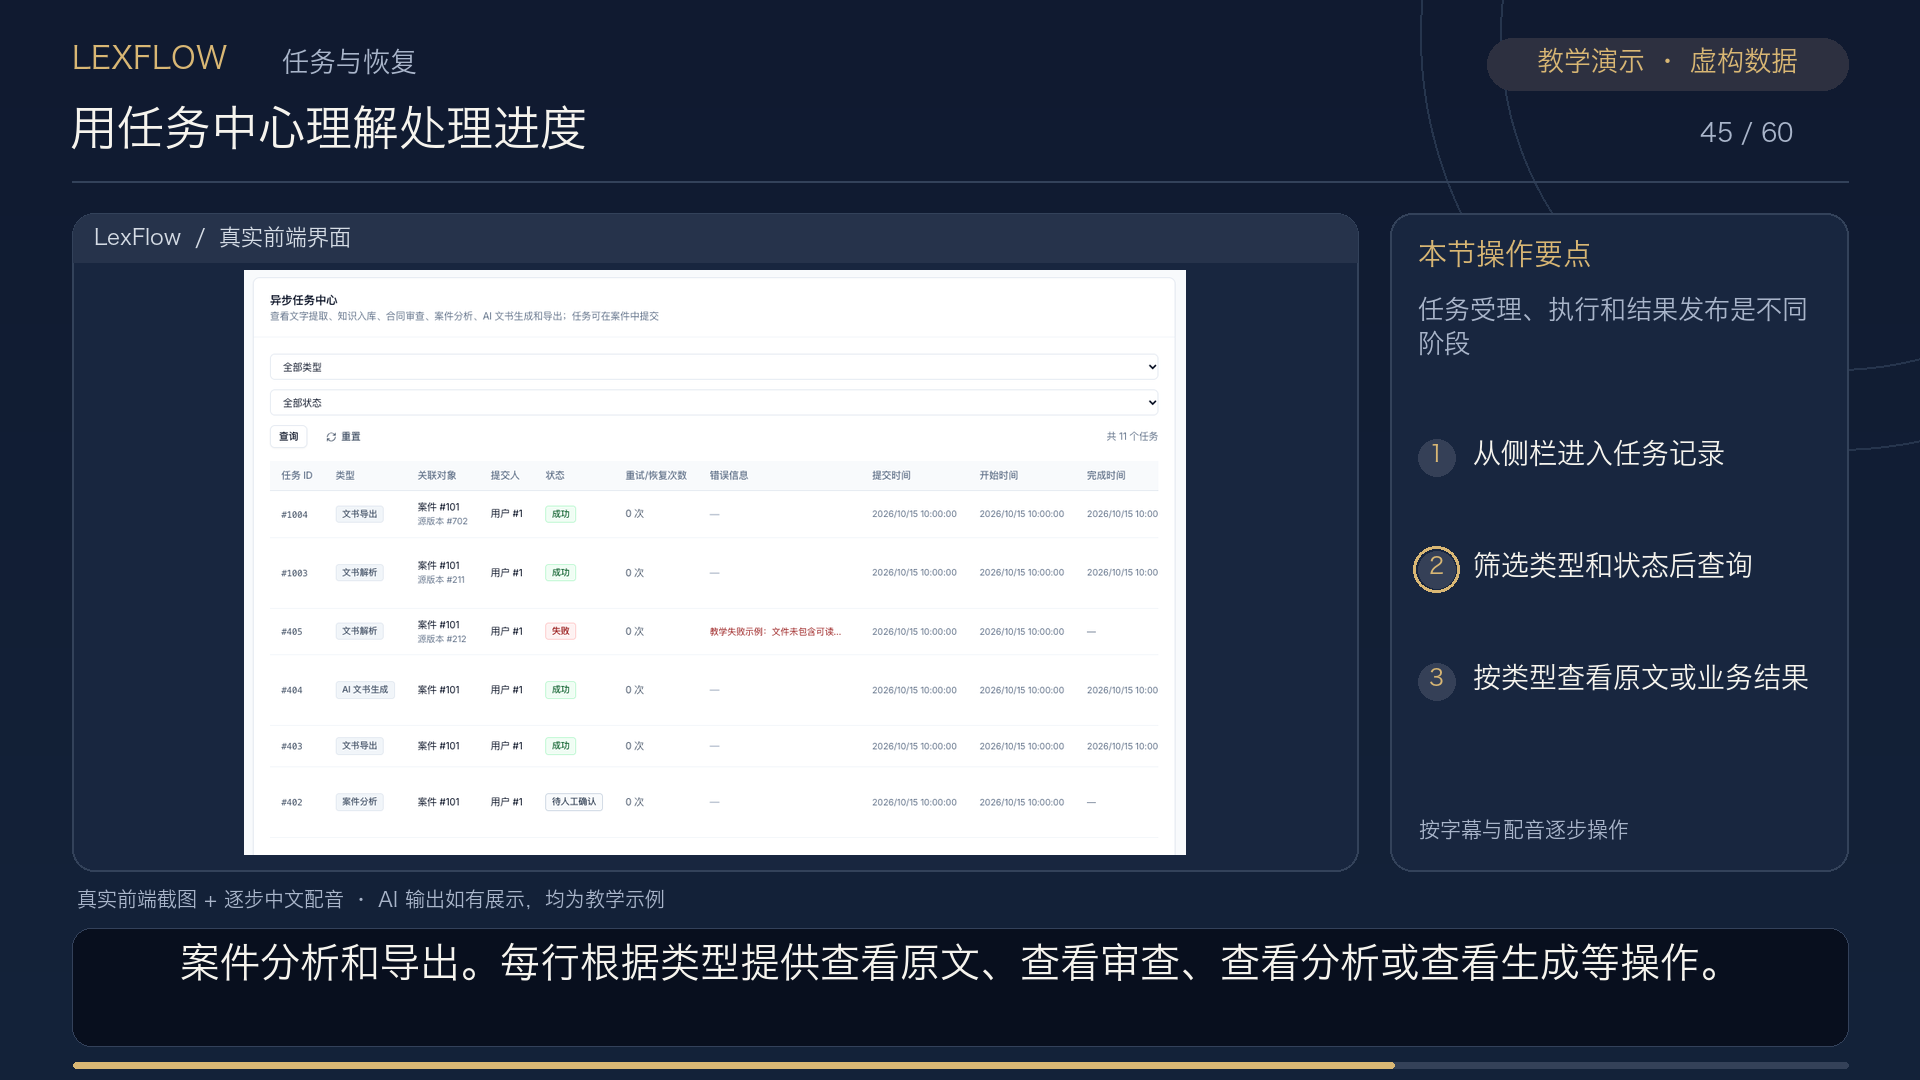 LEXFLOW 任务与恢复
教学演示 · 虚构数据
用任务中心理解处理进度
45 / 60
LexFlow / 真实前端界面
异步任务中心
查看文字提取、知识入库、合同审查、案件分析、AI 文书生成和导出；任务可在案件中提交
全部类型
全部状态
查询 重置 共 11 个任务
任务 ID 类型 关联对象 提交人 状态 重试/恢复次数 错误信息 提交时间 开始时间 完成时间
#1004 文书导出 案件 #101 用户 #1 成功 0 次 — 2026/10/15 10:00:00 2026/10/15 10:00:00 2026/10/15 10:00
源版本 #702
#1003 文书解析 案件 #101 用户 #1 成功 0 次 — 2026/10/15 10:00:00 2026/10/15 10:00:00 2026/10/15 10:00
源版本 #211
#405 文书解析 案件 #101 用户 #1 失败 0 次 教学失败示例：文件未包含可读... 2026/10/15 10:00:00 2026/10/15 10:00:00 —
源版本 #212
#404 AI 文书生成 案件 #101 用户 #1 成功 0 次 — 2026/10/15 10:00:00 2026/10/15 10:00:00 2026/10/15 10:00
#403 文书导出 案件 #101 用户 #1 成功 0 次 — 2026/10/15 10:00:00 2026/10/15 10:00:00 2026/10/15 10:00
#402 案件分析 案件 #101 用户 #1 待人工确认 0 次 — 2026/10/15 10:00:00 2026/10/15 10:00:00 —
本节操作要点
任务受理、执行和结果发布是不同
阶段
1 从侧栏进入任务记录
2 筛选类型和状态后查询
3 按类型查看原文或业务结果
按字幕与配音逐步操作
真实前端截图 + 逐步中文配音 · AI 输出如有展示，均为教学示例
案件分析和导出。每行根据类型提供查看原文、查看审查、查看分析或查看生成等操作。